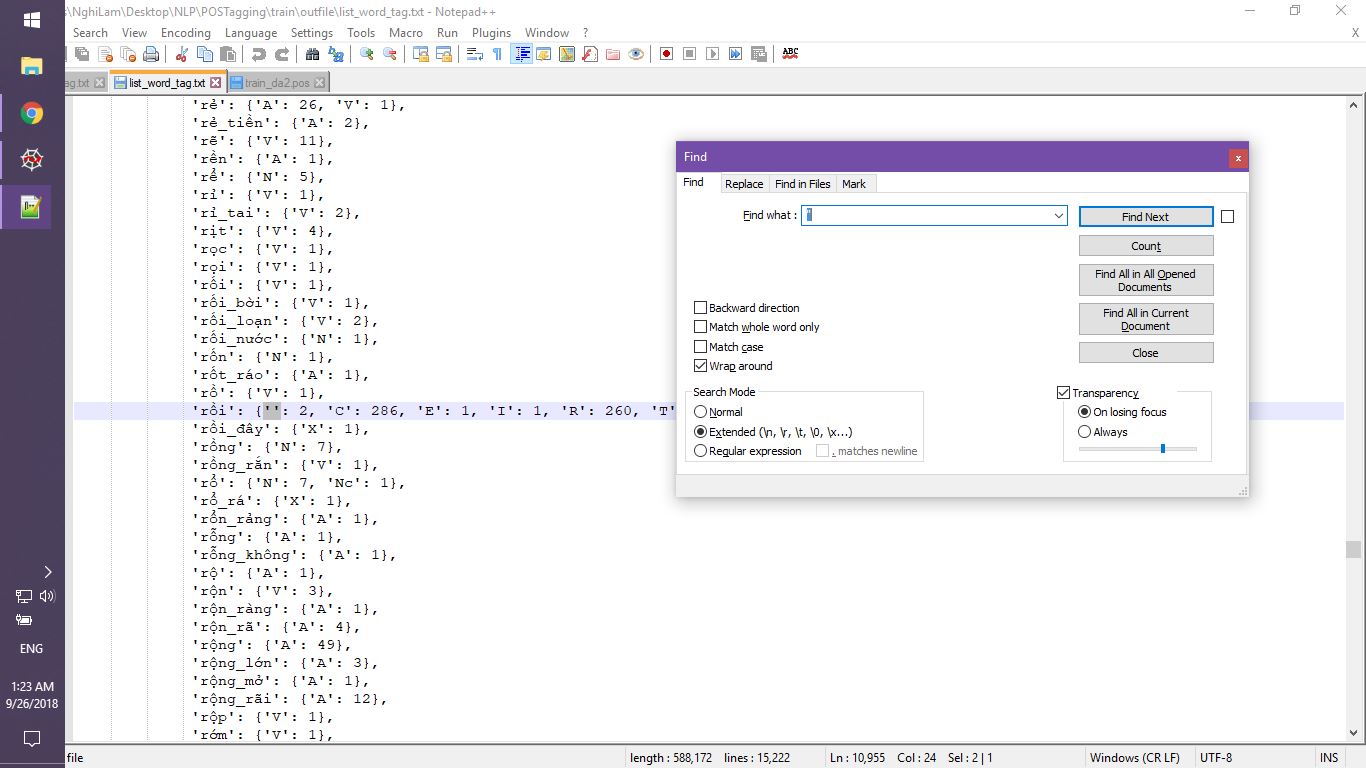 s\NghiLam\Desktop\NLP\POSTagging\train\outfile\list_word_tag.txt - Notepad++
Search View Encoding Language Settings Tools Macro Run Plugins Window ? X
ag.txt list_word_tag.txt train_da2.pos
'rẻ': {'A': 26, 'V': 1},
'rẻ_tiền': {'A': 2},
'rẽ': {'V': 11},
'rền': {'A': 1},
'rể': {'N': 5},
'rỉ': {'V': 1},
'rỉ_tai': {'V': 2},
'rịt': {'V': 4},
'rọc': {'V': 1},
'rọi': {'V': 1},
'rối': {'V': 1},
'rối_bời': {'V': 1},
'rối_loạn': {'V': 2},
'rối_nước': {'N': 1},
'rốn': {'N': 1},
'rốt_ráo': {'A': 1},
'rồ': {'V': 1},
'rồi': {'': 2, 'C': 286, 'E': 1, 'I': 1, 'R': 260, 'T'
'rồi_đây': {'X': 1},
'rồng': {'N': 7},
'rồng_rắn': {'V': 1},
'rổ': {'N': 7, 'Nc': 1},
'rổ_rá': {'X': 1},
'rổn_rảng': {'A': 1},
'rỗng': {'A': 1},
'rỗng_không': {'A': 1},
'rộ': {'A': 1},
'rộn': {'V': 3},
'rộn_ràng': {'A': 1},
'rộn_rã': {'A': 4},
'rộng': {'A': 49},
'rộng_lớn': {'A': 3},
'rộng_mở': {'A': 1},
'rộng_rãi': {'A': 12},
'rộp': {'V': 1},
'rớm': {'V': 1},
Find x
Find Replace Find in Files Mark
Find what :
Find Next
Count
Find All in All Opened
Documents
Find All in Current
Document
Close
Backward direction
Match whole word only
Match case
Wrap around
Search Mode
Normal
Extended (\n, \r, \t, \0, \x...)
Regular expression . matches newline
Transparency
On losing focus
Always
ENG
1:23 AM
9/26/2018
file length : 588,172 lines : 15,222 Ln : 10,955 Col : 24 Sel : 2 | 1 Windows (CR LF) UTF-8 INS